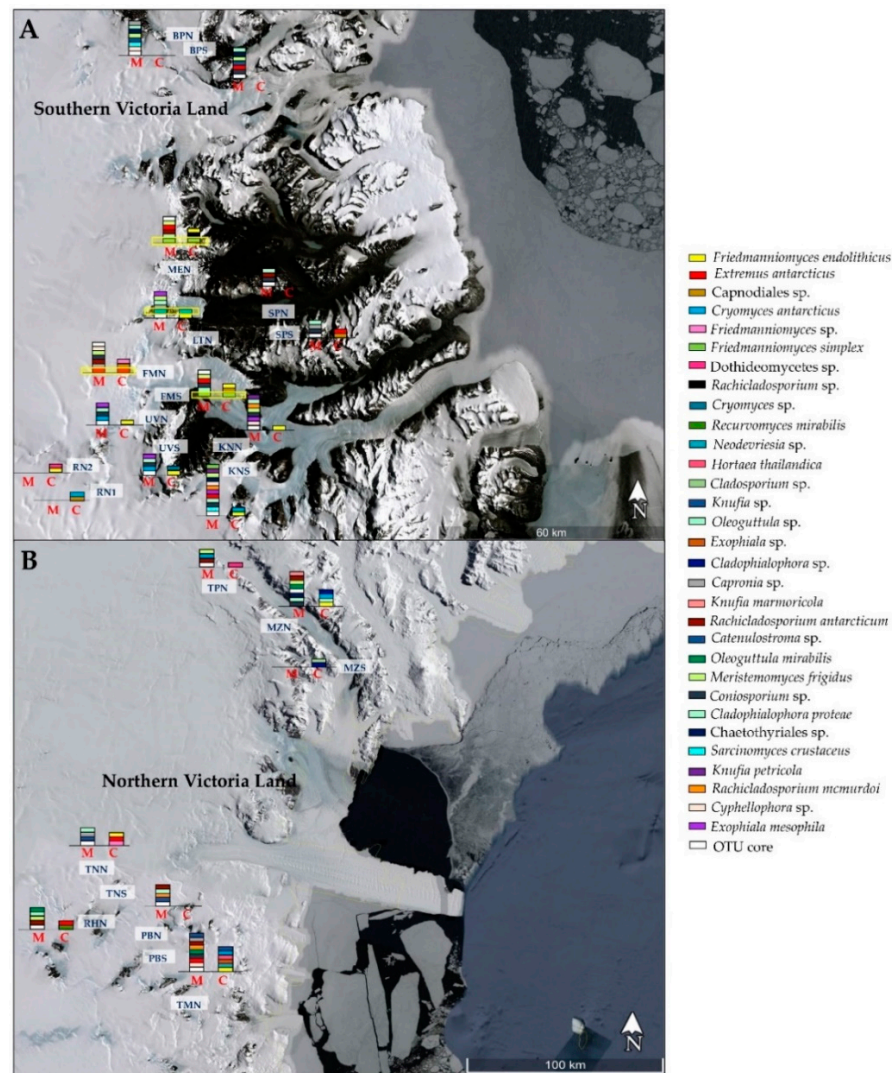 A
BPN
BPS
M C
M C
Southern Victoria Land
M C
MEN
M C
SPN
M C
LTN
SPS
M C
M C
FMN
FMS
M C
UVN
M C
KNN
M C
UVS
KNS
RN2
M C
M C
RN1
M C
M C
N
60 km
B
M C
TPN
M C
MZN
MZS
M C
Northern Victoria Land
M C
TNN
TNS
M C
RHN
M C
PBN
PBS
M C
TMN
N
100 km
Friedmanniomyces endolithicus
Extremus antarcticus
Capnodiales sp.
Cryomyces antarcticus
Friedmanniomyces sp.
Friedmanniomyces simplex
Dothideomycetes sp.
Rachicladosporium sp.
Cryomyces sp.
Recurvomyces mirabilis
Neodevriesia sp.
Hortaea thailandica
Cladosporium sp.
Knufia sp.
Oleoguttula sp.
Exophiala sp.
Cladophialophora sp.
Capronia sp.
Knufia marmoricola
Rachicladosporium antarcticum
Catenulostroma sp.
Oleoguttula mirabilis
Meristemomyces frigidus
Coniosporium sp.
Cladophialophora proteae
Chaetothyriales sp.
Sarcinomyces crustaceus
Knufia petricola
Rachicladosporium mcmurdoi
Cyphellophora sp.
Exophiala mesophila
OTU core